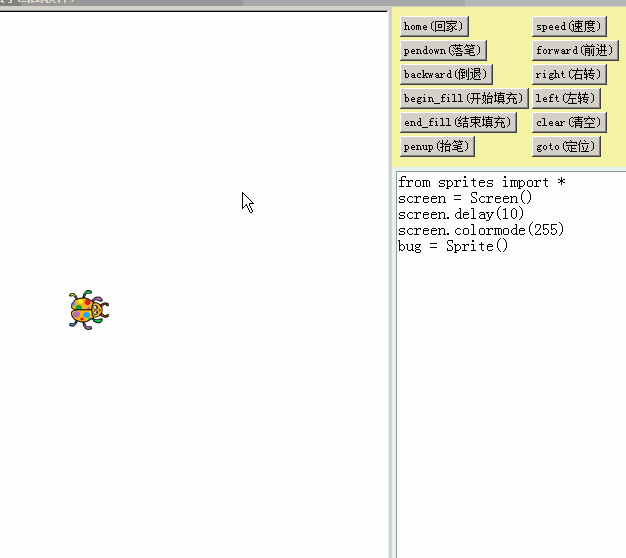 home(回家)
speed(速度)
pendown(落笔)
forward(前进)
backward(倒退)
right(右转)
begin_fill(开始填充)
left(左转)
end_fill(结束填充)
clear(清空)
penup(抬笔)
goto(定位)
from sprites import *
screen = Screen()
screen.delay(10)
screen.colormode(255)
bug = Sprite()